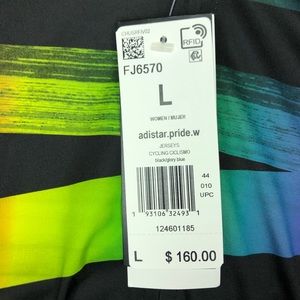 RFID
FJ6570
L
WOMEN / MUJER
adistar.pride.w
JERSEYS
CYCLING/CICLISMO
black/glory blue
44
010
UPC
1 93106 32493 1
124601185
L $ 160.00